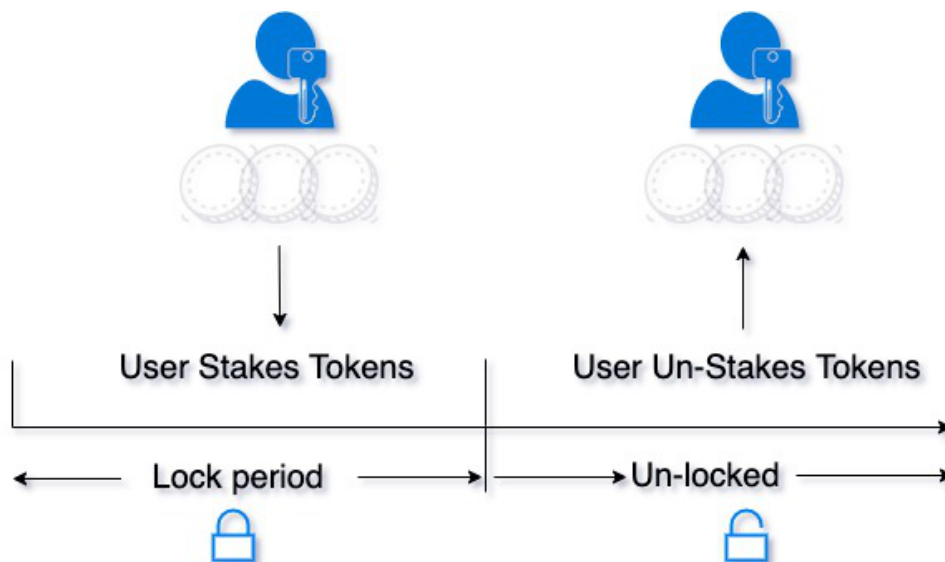 User Stakes Tokens
User Un-Stakes Tokens
Lock period
Un-locked